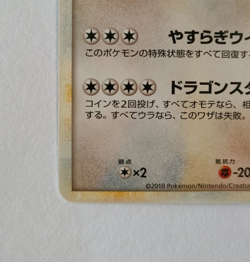 やすらぎウイ
このポケモンの特殊状態をすべて回復する
ドラゴンスタ
コインを2回投げ、すべてオモテなら、相
する。すべてウラなら、このワザは失敗。
弱点 抵抗力
×2 -20
©2010 Pokémon/Nintendo/Creatur